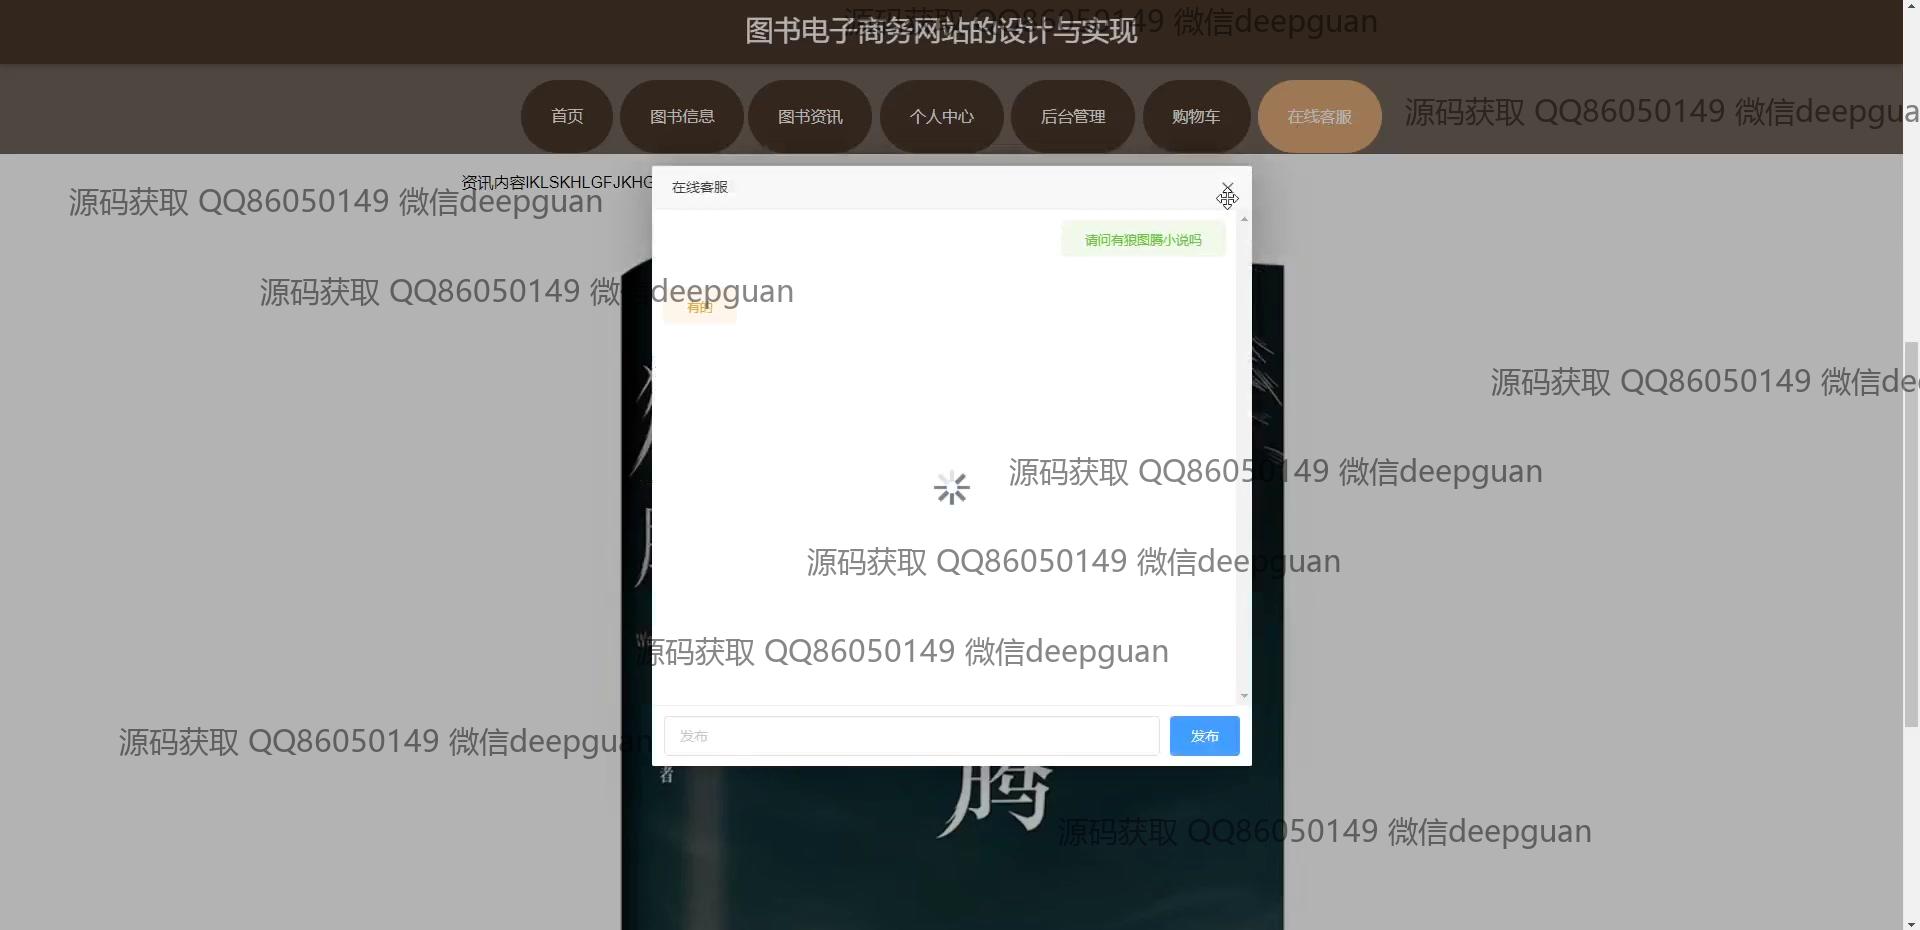 图书电子商务网站的设计与实现
源码获取 QQ86050149 微信deepguan
首页 图书信息 图书资讯 个人中心 后台管理 购物车 在线客服
源码获取 QQ86050149 微信deepgua
资讯内容IKLSKHLGFJKHG
在线客服
源码获取 QQ86050149 微信deepguan
请问有狼图腾小说吗
源码获取 QQ86050149 微信deepguan
有的
源码获取 QQ86050149 微信de
源码获取 QQ86050149 微信deepguan
源码获取 QQ86050149 微信deepguan
源码获取 QQ86050149 微信deepguan
发布 发布
源码获取 QQ86050149 微信deepguan
者
腾
源码获取 QQ86050149 微信deepguan